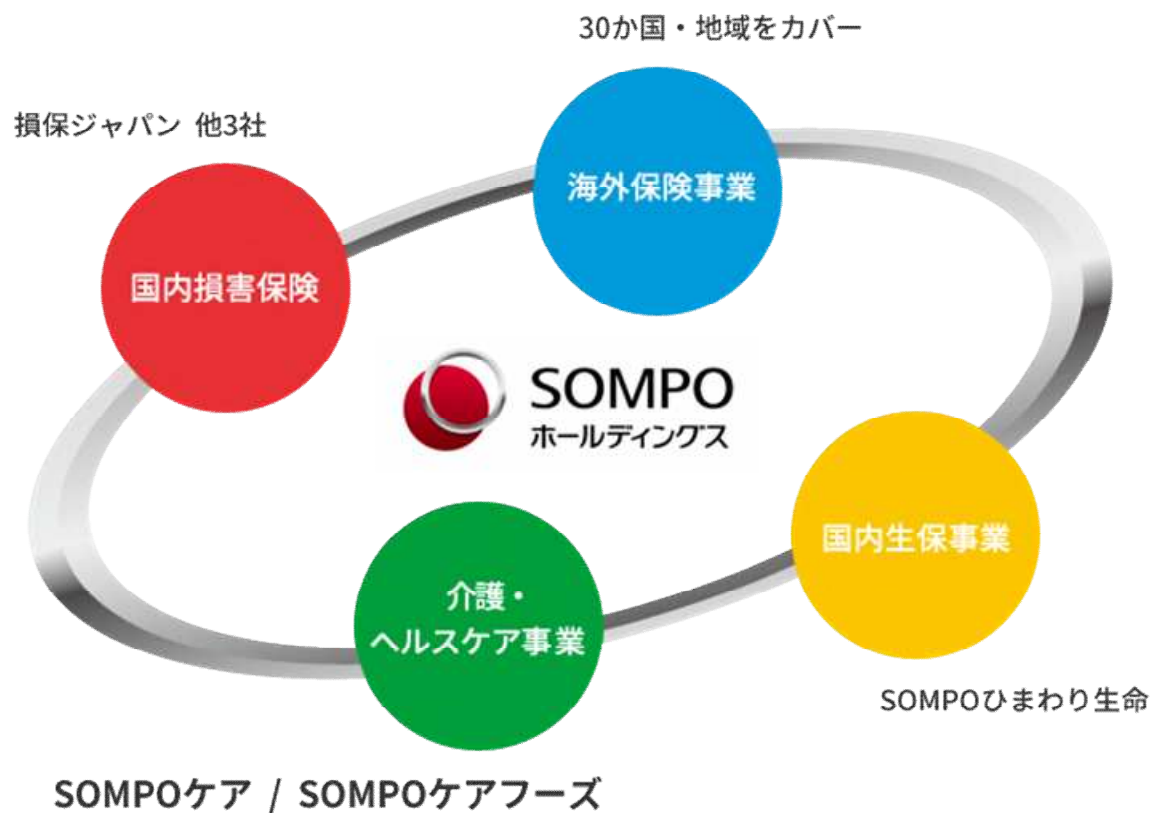 30か国・地域をカバー
損保ジャパン 他3社
海外保険事業
国内損害保険
SOMPO
ホールディングス
国内生保事業
介護・
ヘルスケア事業
SOMPOひまわり生命
SOMPOケア / SOMPOケアフーズ